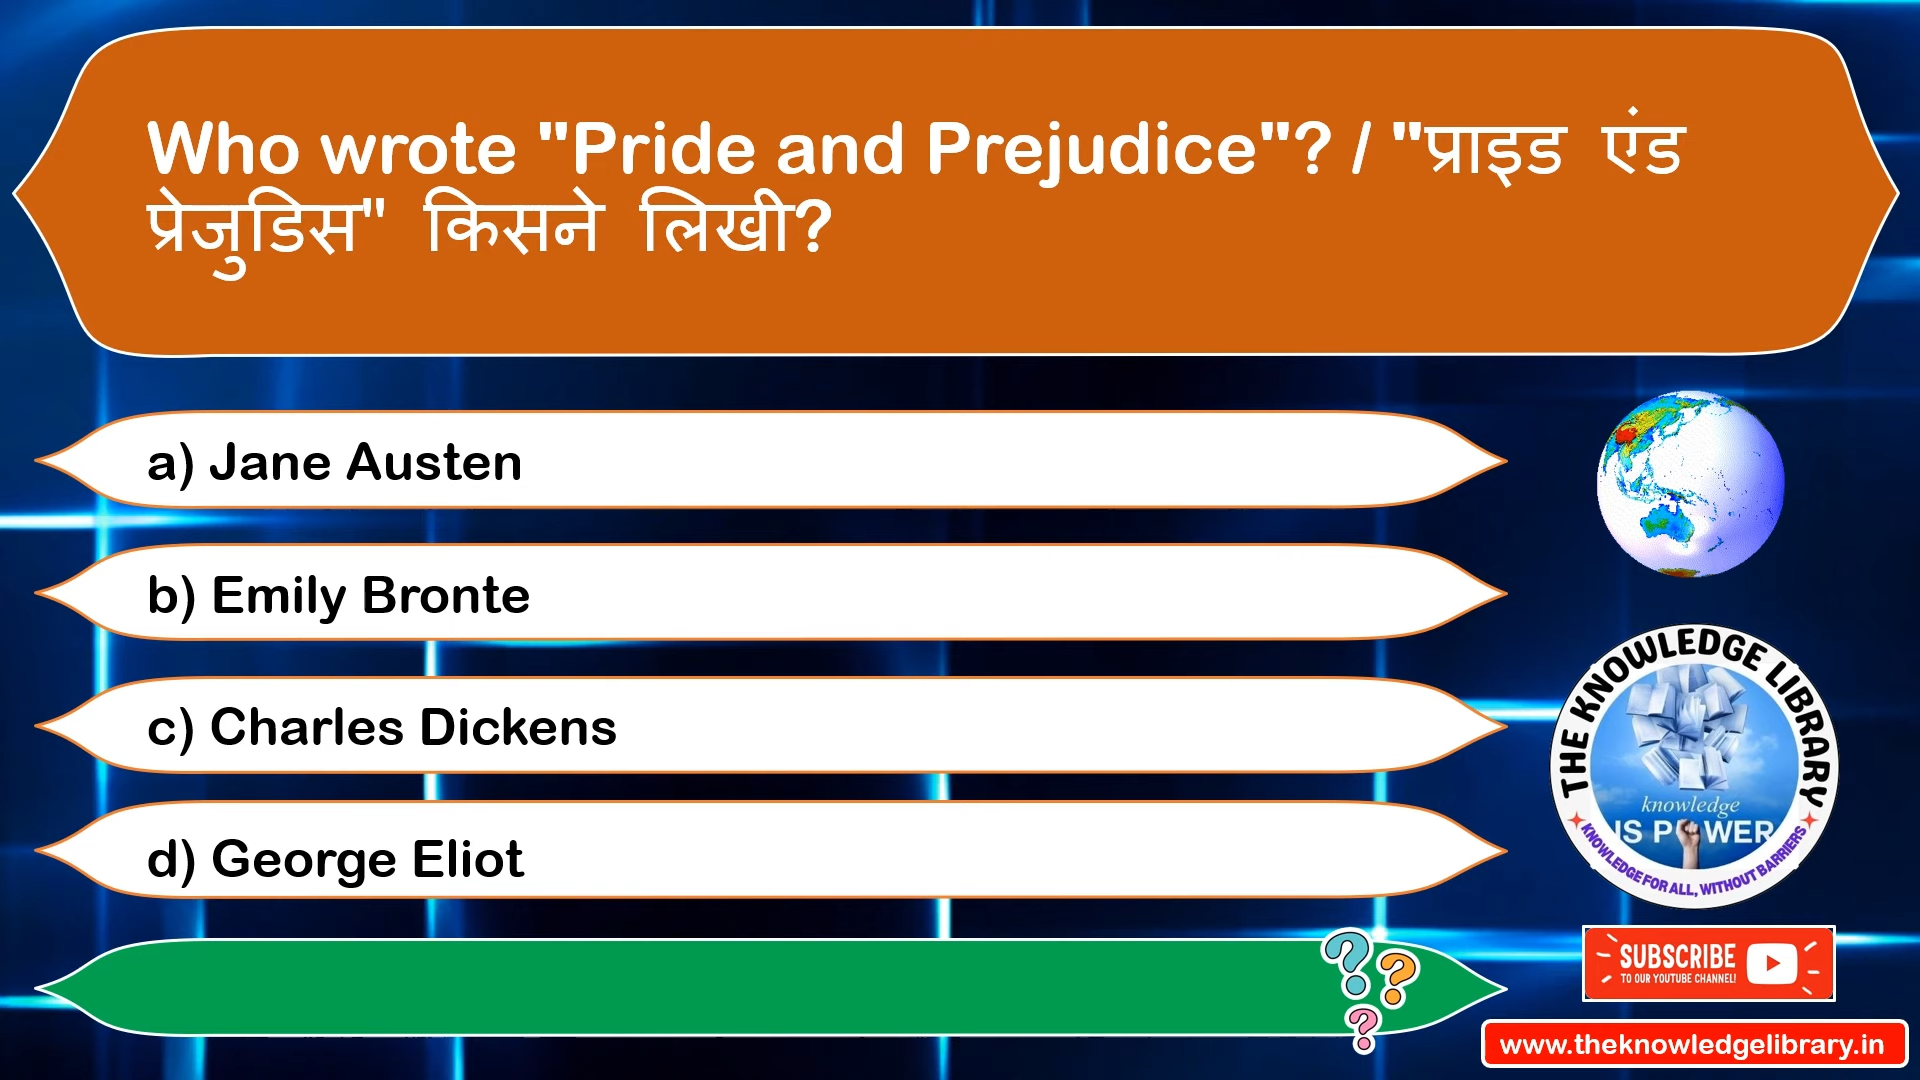 Who wrote "Pride and Prejudice"? / "प्राइड एंड
प्रेजुडिस" किसने लिखी?
a) Jane Austen
b) Emily Bronte
c) Charles Dickens
d) George Eliot
THE KNOWLEDGE LIBRARY
knowledge
IS POWER
KNOWLEDGE FOR ALL, WITHOUT BARRIERS
SUBSCRIBE
TO OUR YOUTUBE CHANNEL!
www.theknowledgelibrary.in